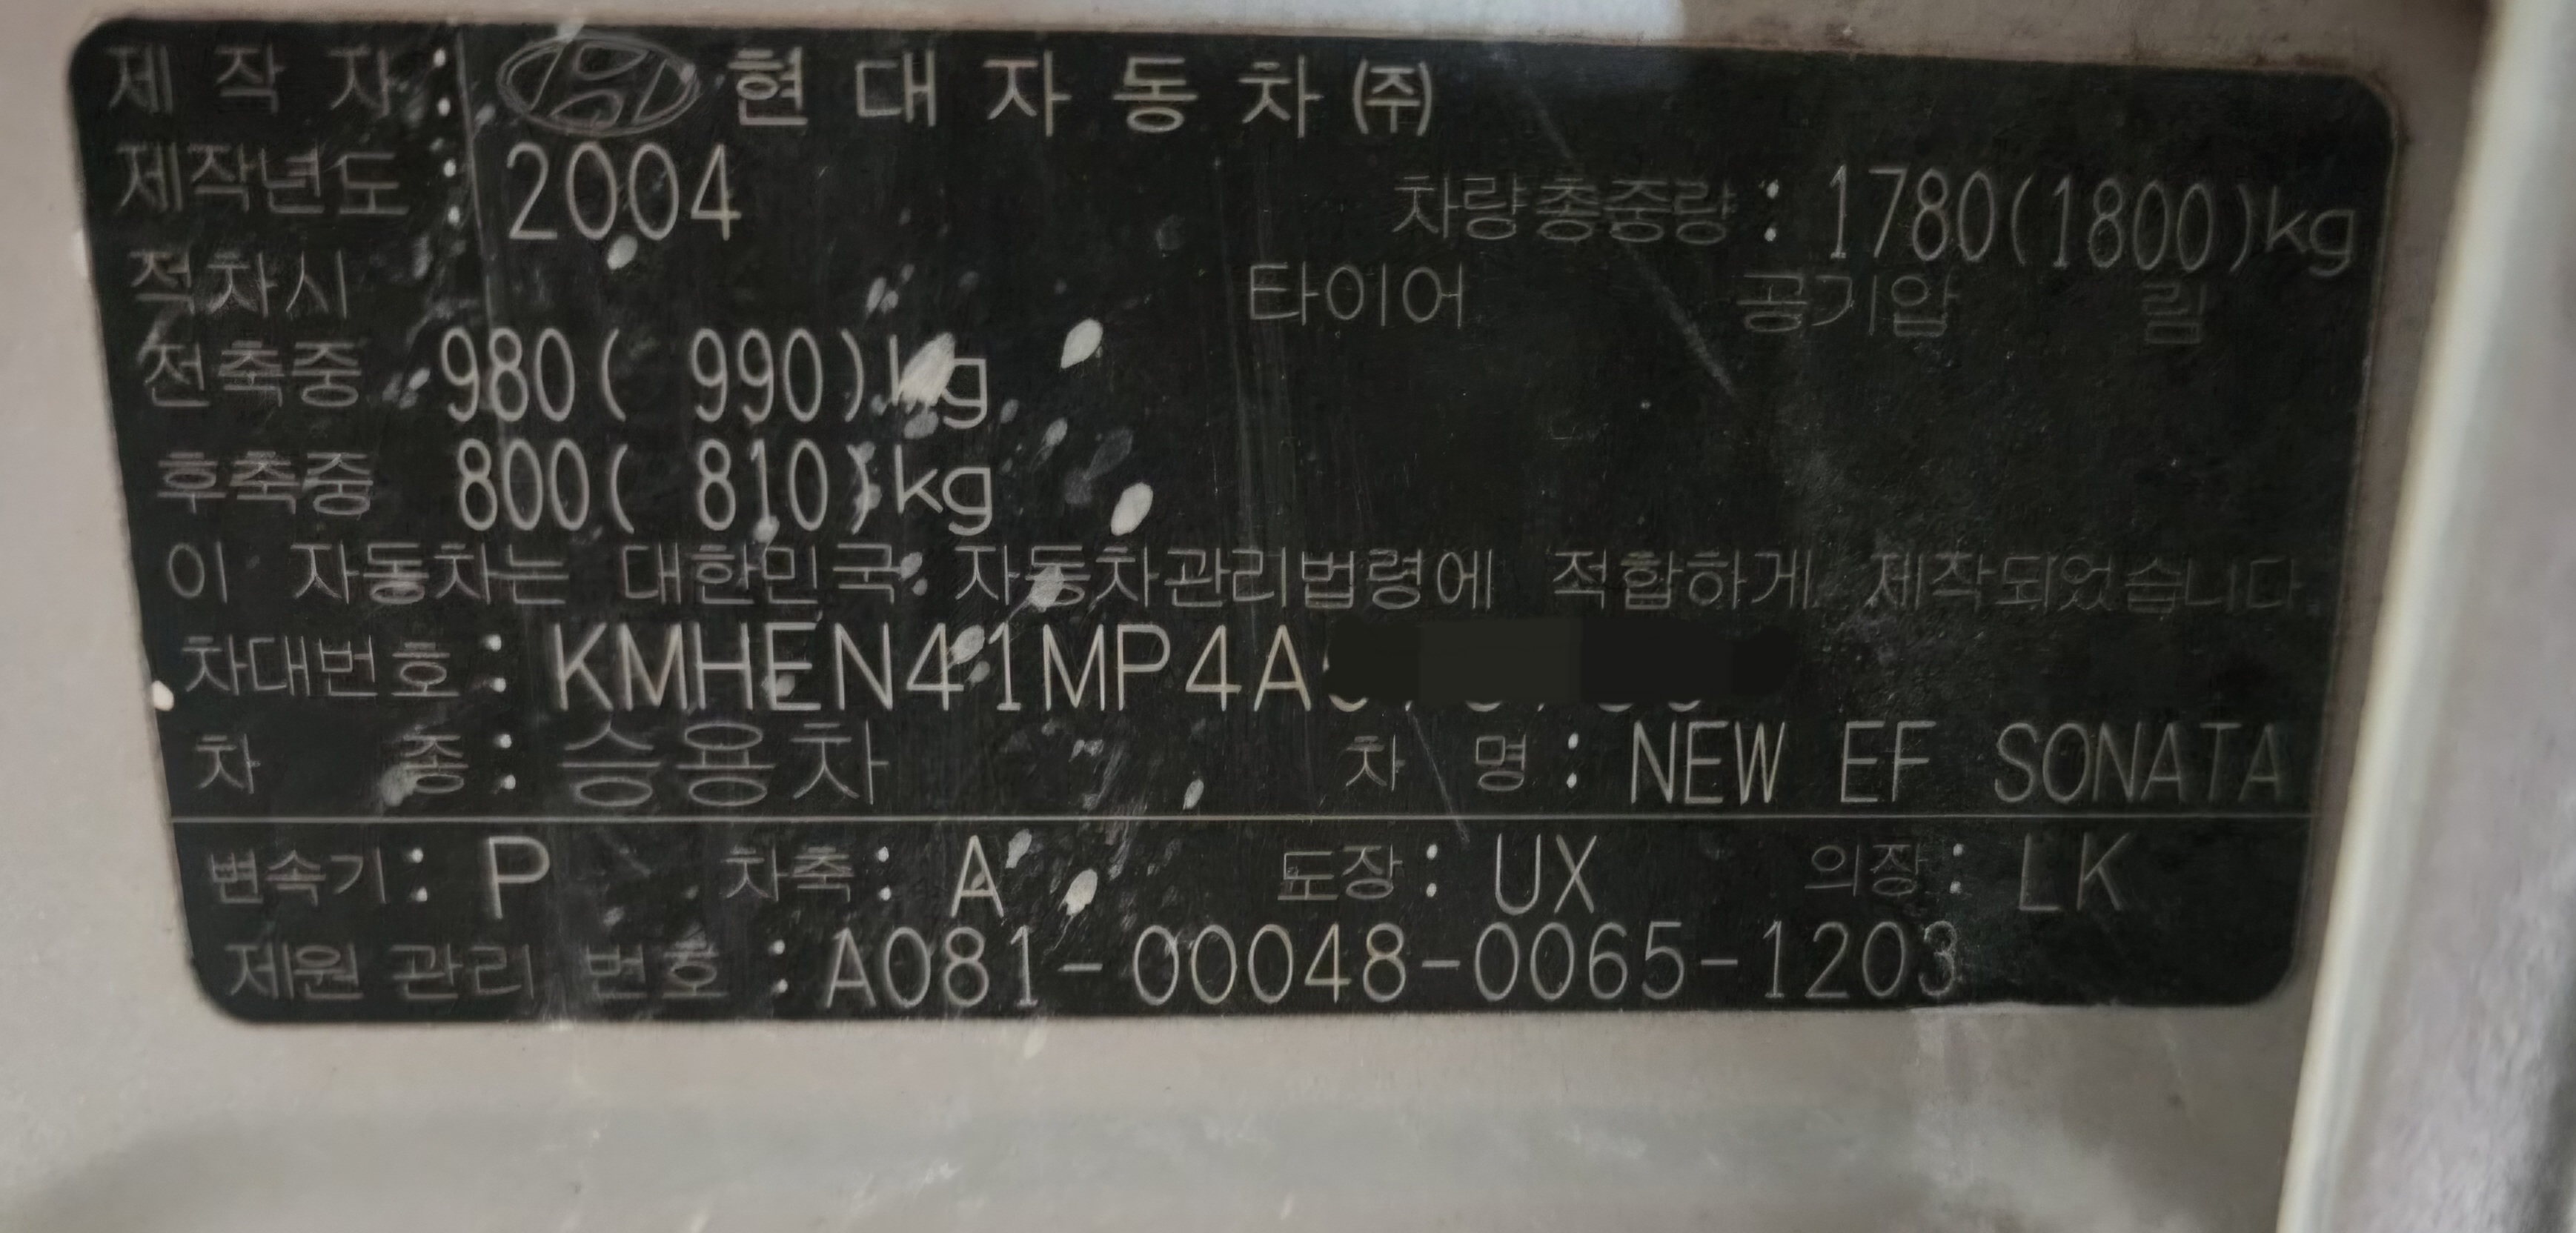 제 작 자 : 현 대 자 동 차 ㈜
제작년도 : 2004
차량총중량 : 1780(1800)kg
적차시
타이어 공기압 림
전축중 980( 990)kg
후축중 800( 810)kg
이 자동차는 대한민국 자동차관리법령에 적합하게 제작되었습니다.
차대번호 : KMHEN41MP4A
차 종 : 승용차 차 명 : NEW EF SONATA
변속기 : P 차축 : A 도장 : UX 의장 : LK
제원 관리 번호 : A081-00048-0065-1203